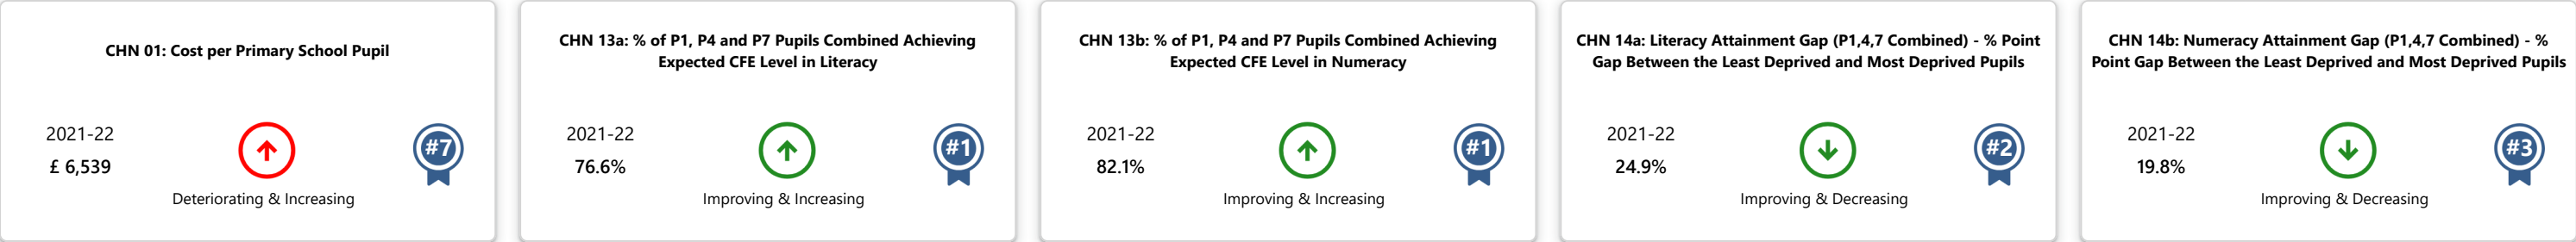 CHN 01: Cost per Primary School Pupil
2021-22
£ 6,539
#7
Deteriorating & Increasing
CHN 13a: % of P1, P4 and P7 Pupils Combined Achieving
Expected CFE Level in Literacy
2021-22
76.6%
#1
Improving & Increasing
CHN 13b: % of P1, P4 and P7 Pupils Combined Achieving
Expected CFE Level in Numeracy
2021-22
82.1%
#1
Improving & Increasing
CHN 14a: Literacy Attainment Gap (P1,4,7 Combined) - % Point
Gap Between the Least Deprived and Most Deprived Pupils
2021-22
24.9%
#2
Improving & Decreasing
CHN 14b: Numeracy Attainment Gap (P1,4,7 Combined) - %
Point Gap Between the Least Deprived and Most Deprived Pupils
2021-22
19.8%
#3
Improving & Decreasing